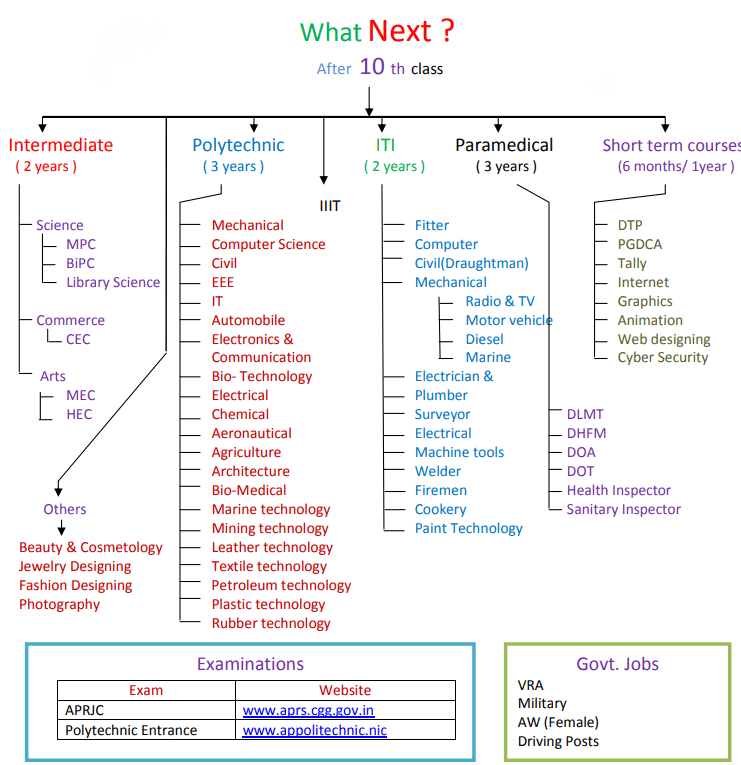 What Next ?
After 10 th class
Intermediate
( 2 years )
Science
MPC
BiPC
Library Science
Commerce
CEC
Arts
MEC
HEC
Others
Beauty & Cosmetology
Jewelry Designing
Fashion Designing
Photography
Polytechnic
( 3 years )
Mechanical
Computer Science
Civil
EEE
IT
Automobile
Electronics &
Communication
Bio- Technology
Electrical
Chemical
Aeronautical
Agriculture
Architecture
Bio-Medical
Marine technology
Mining technology
Leather technology
Textile technology
Petroleum technology
Plastic technology
Rubber technology
IIIT
ITI
( 2 years )
Fitter
Computer
Civil(Draughtman)
Mechanical
Radio & TV
Motor vehicle
Diesel
Marine
Electrician &
Plumber
Surveyor
Electrical
Machine tools
Welder
Firemen
Cookery
Paint Technology
Paramedical
( 3 years )
DLMT
DHFM
DOA
DOT
Health Inspector
Sanitary Inspector
Short term courses
(6 months/ 1year )
DTP
PGDCA
Tally
Internet
Graphics
Animation
Web designing
Cyber Security
Examinations
Exam Website
APRJC www.aprs.cgg.gov.in
Polytechnic Entrance www.appolitechnic.nic
Govt. Jobs
VRA
Military
AW (Female)
Driving Posts